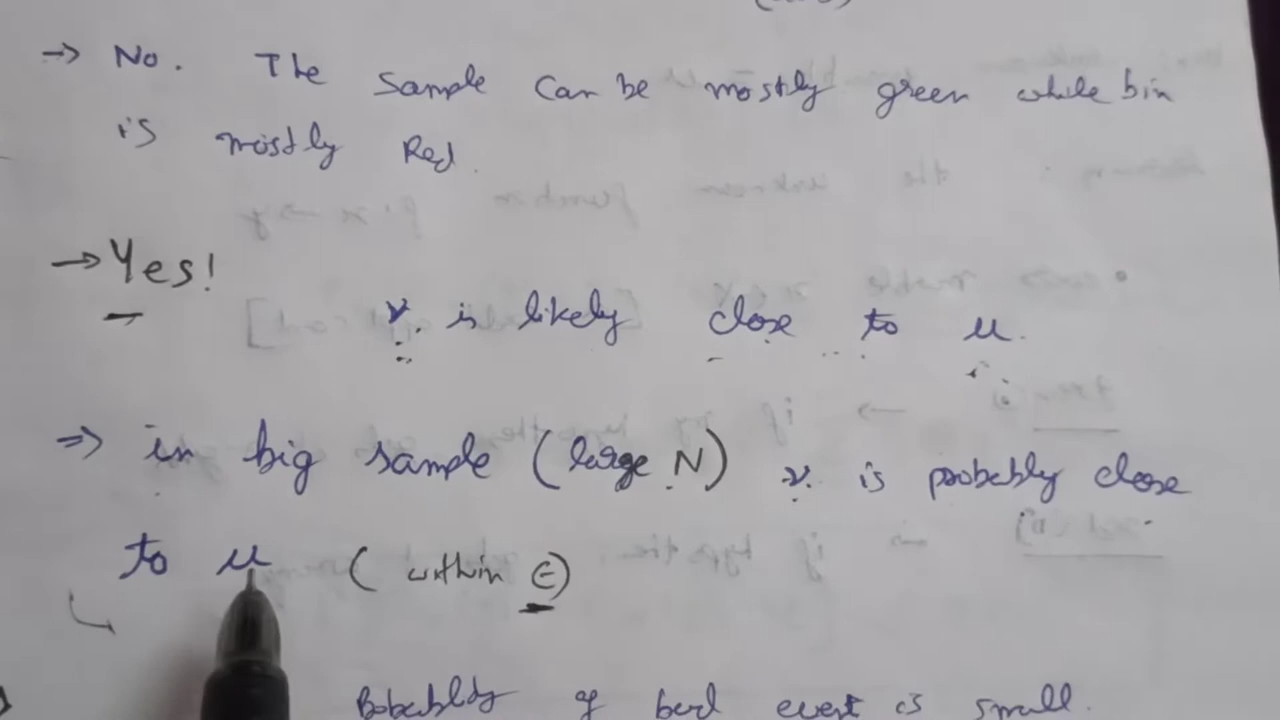 → No. The sample can be mostly green while bin
is mostly Red.
→ Yes!
ν is likely close to μ.
⇒ in big sample (large N) ν is probably close
to μ (within ∈)
Probability of bad event is small.